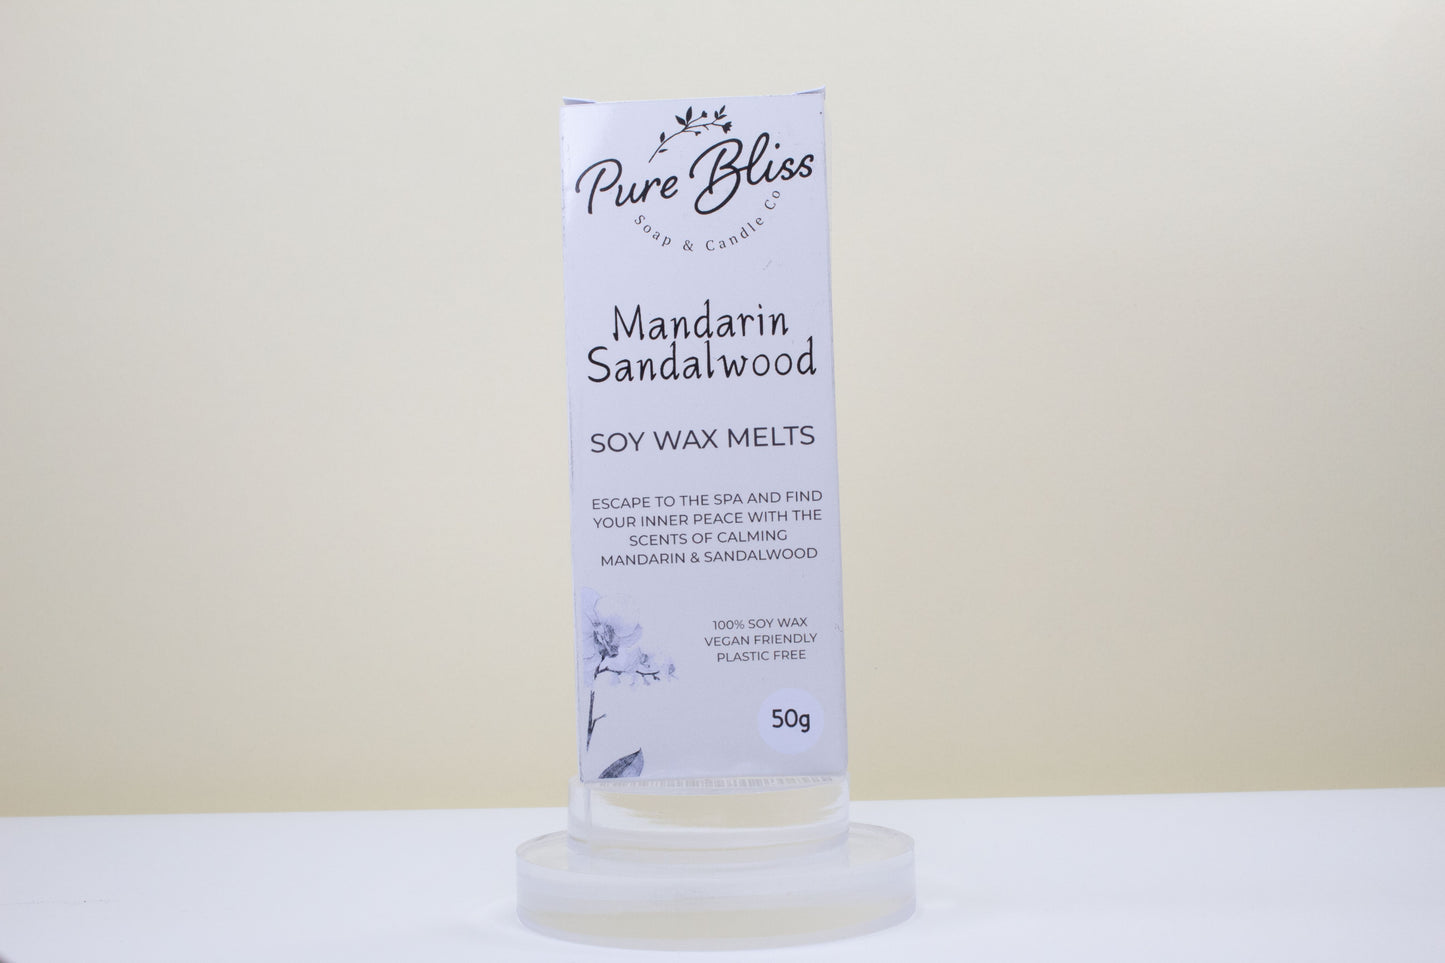 Pure Bliss
Soap & Candle Co
Mandarin
Sandalwood
SOY WAX MELTS
ESCAPE TO THE SPA AND FIND
YOUR INNER PEACE WITH THE
SCENTS OF CALMING
MANDARIN & SANDALWOOD
100% SOY WAX
VEGAN FRIENDLY
PLASTIC FREE
50g